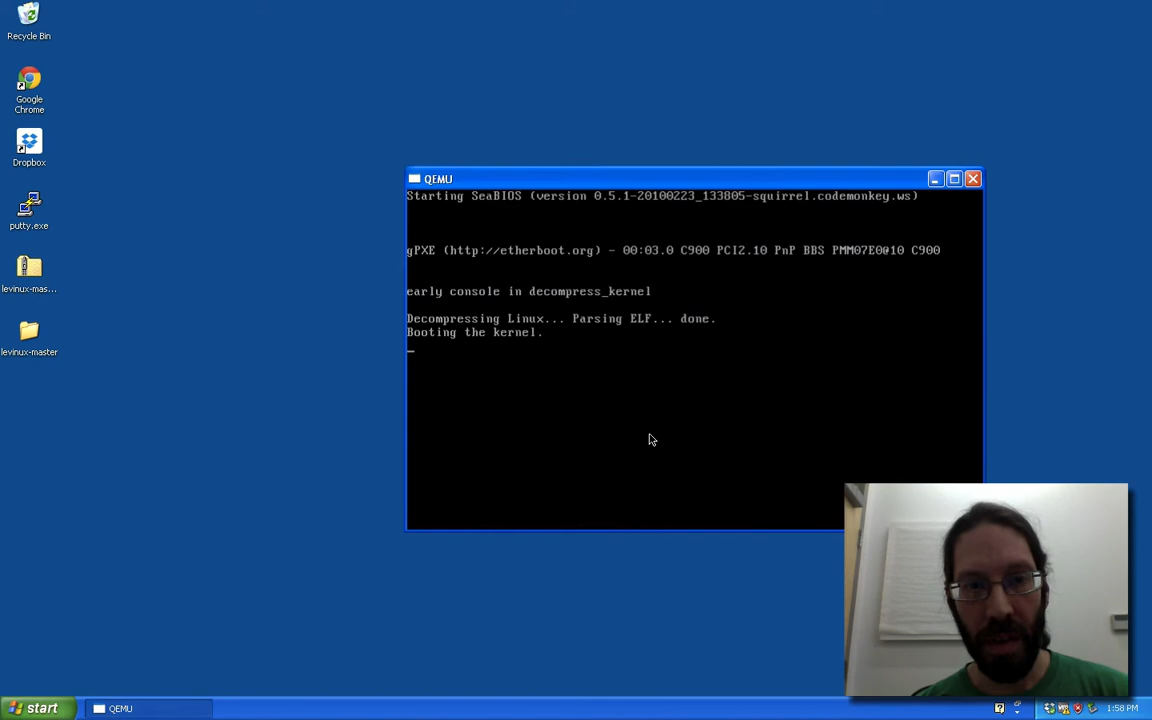 Recycle Bin
Google
Chrome
Dropbox
putty.exe
levinux-mas...
levinux-master
QEMU
Starting SeaBIOS (version 0.5.1-20100223_133805-squirrel.codemonkey.ws)
gPXE (http://etherboot.org) - 00:03.0 C900 PCI2.10 PnP BBS PMM07E0@10 C900
early console in decompress_kernel
Decompressing Linux... Parsing ELF... done.
Booting the kernel.
start
QEMU
1:58 PM